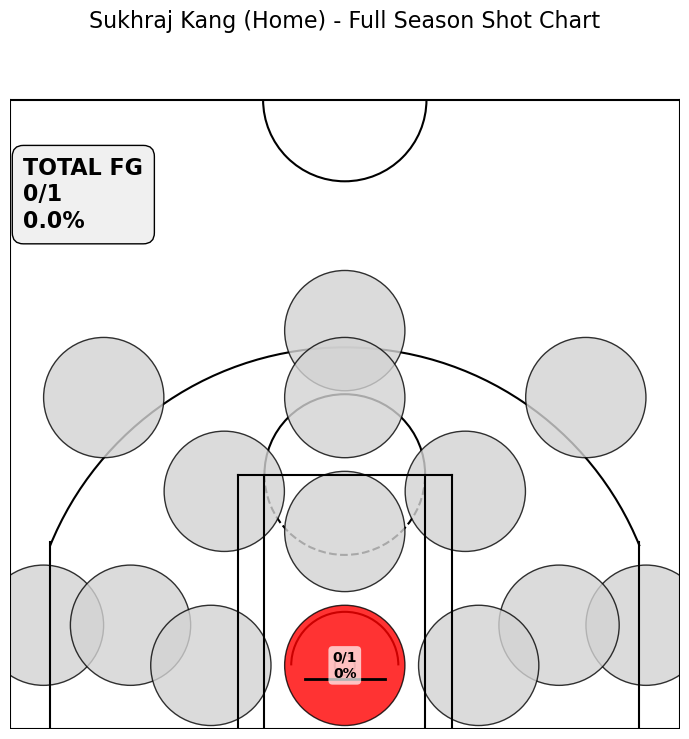 Sukhraj Kang (Home) - Full Season Shot Chart
TOTAL FG
0/1
0.0%
0/1
0%